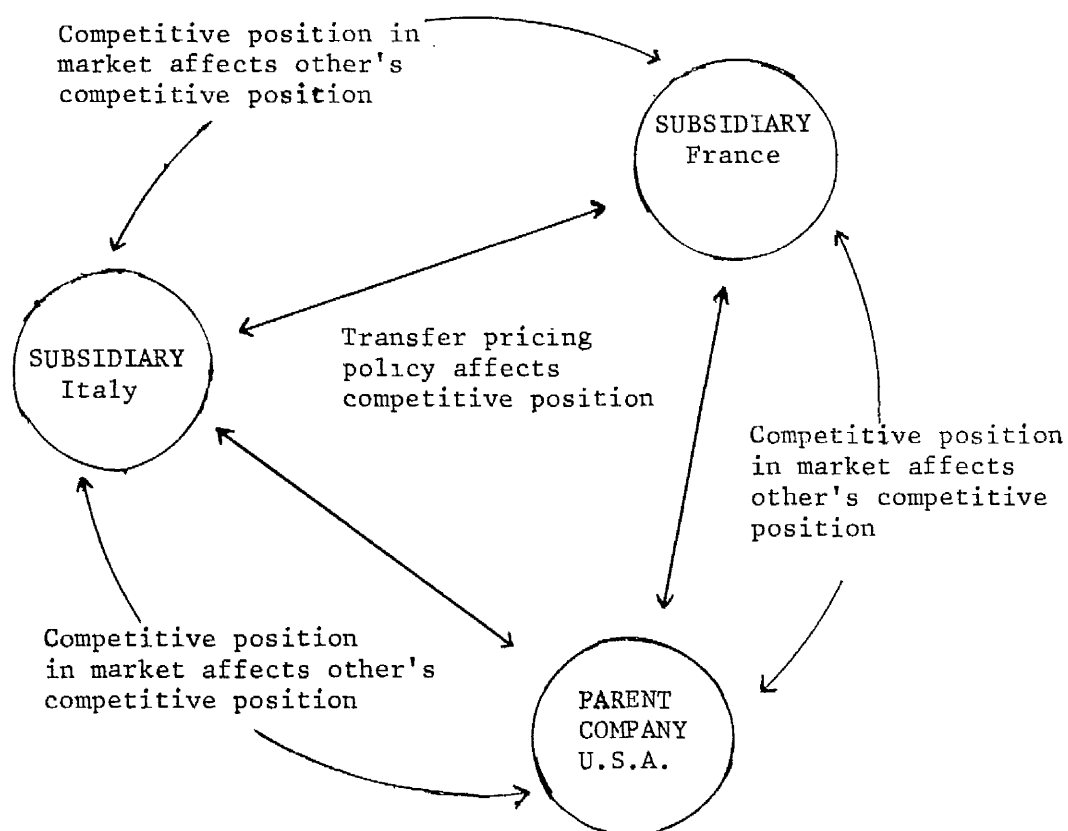 Competitive position in
market affects other's
competitive position
SUBSIDIARY
France
SUBSIDIARY
Italy
Transfer pricing
policy affects
competitive position
Competitive position
in market affects
other's competitive
position
Competitive position
in market affects other's
competitive position
PARENT
COMPANY
U.S.A.